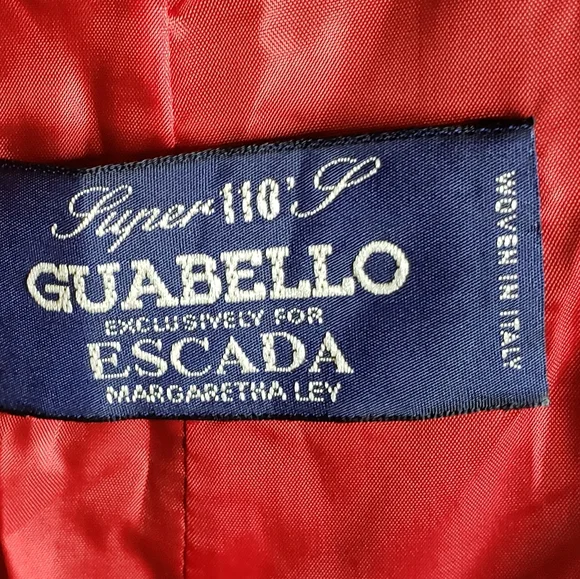 Super 110'S
GUABELLO
EXCLUSIVELY FOR
ESCADA
MARGARETHA LEY
WOVEN IN ITALY